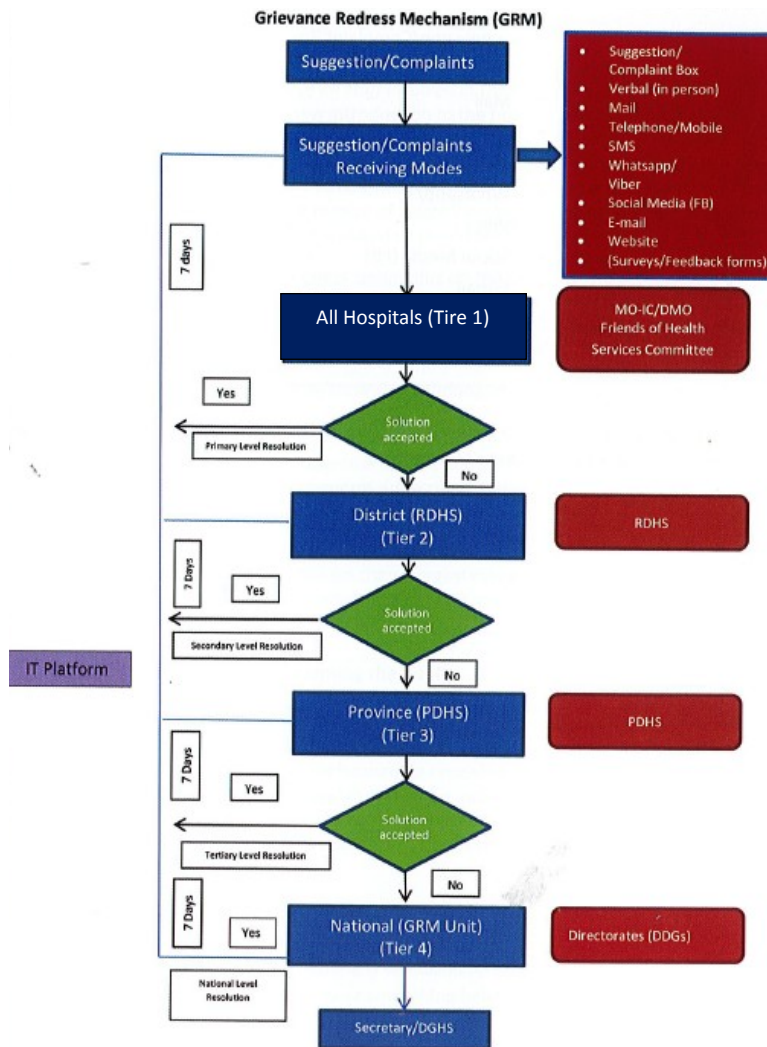 Grievance Redress Mechanism (GRM)
Suggestion/Complaints
Suggestion/Complaints
Receiving Modes
• Suggestion/
Complaint Box
• Verbal (in person)
• Mail
• Telephone/Mobile
• SMS
• Whatsapp/
Viber
• Social Media (FB)
• E-mail
• Website
• (Surveys/Feedback forms)
7 days
All Hospitals (Tire 1)
MO-IC/DMO
Friends of Health
Services Committee
Yes
Solution
accepted
Primary Level Resolution
No
District (RDHS)
(Tier 2)
RDHS
7 Days
Yes
Solution
accepted
Secondary Level Resolution
No
IT Platform
Province (PDHS)
(Tier 3)
PDHS
7 Days
Yes
Solution
accepted
Tertiary Level Resolution
No
7 Days
Yes
National (GRM Unit)
(Tier 4)
Directorates (DDGs)
National Level
Resolution
Secretary/DGHS